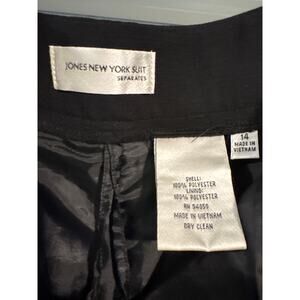 JONES NEW YORK SUIT
SEPARATES
14
MADE IN
VIETNAM
SHELL:
100% POLYESTER
LINING:
100% POLYESTER
RN 54050
MADE IN VIETNAM
DRY CLEAN